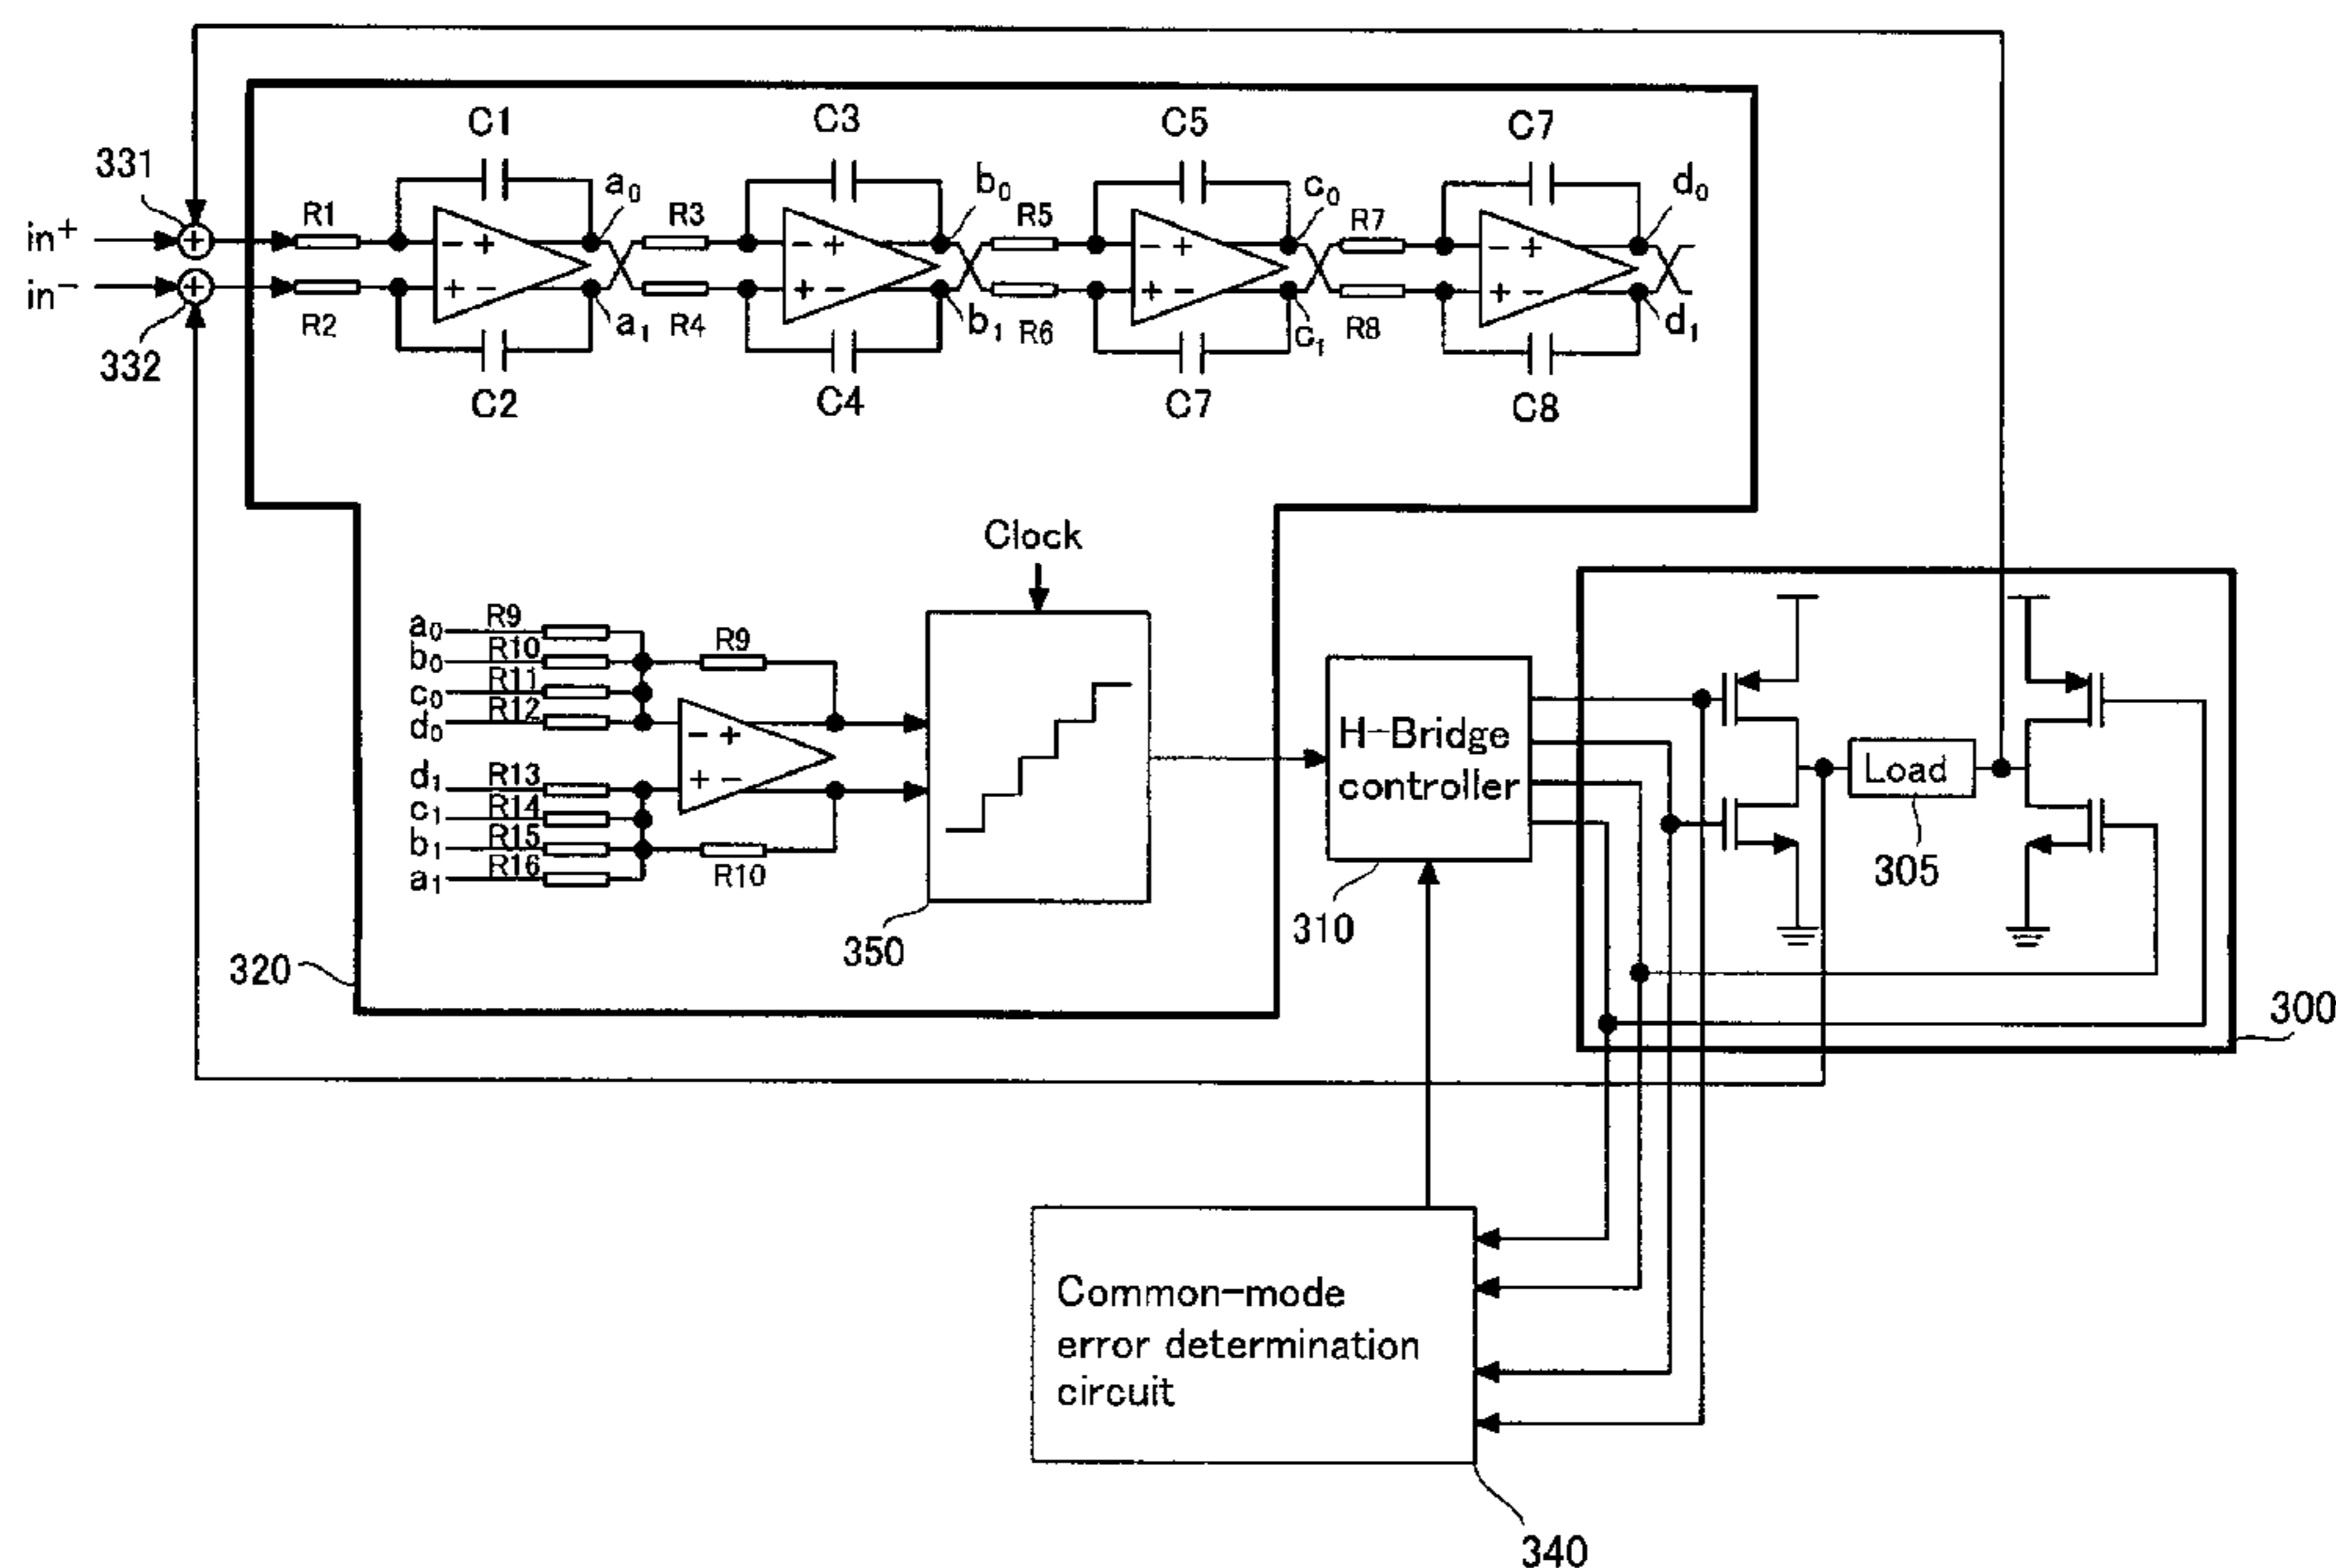 C1
C3
C5
C7
331
a0
b0
c0
d0
in+
R1
R3
R5
R7
- +
- +
- +
- +
in-
+ -
+ -
+ -
+ -
R2
a1
R4
b1
R6
c1
R8
d1
332
C2
C4
C7
C8
Clock
a0
R9
b0
R10
R9
c0
R11
d0
R12
- +
+ -
d1
R13
c1
R14
b1
R15
a1
R16
R10
H-Bridge
controller
Load
305
310
350
320
300
Common-mode
error determination
circuit
340